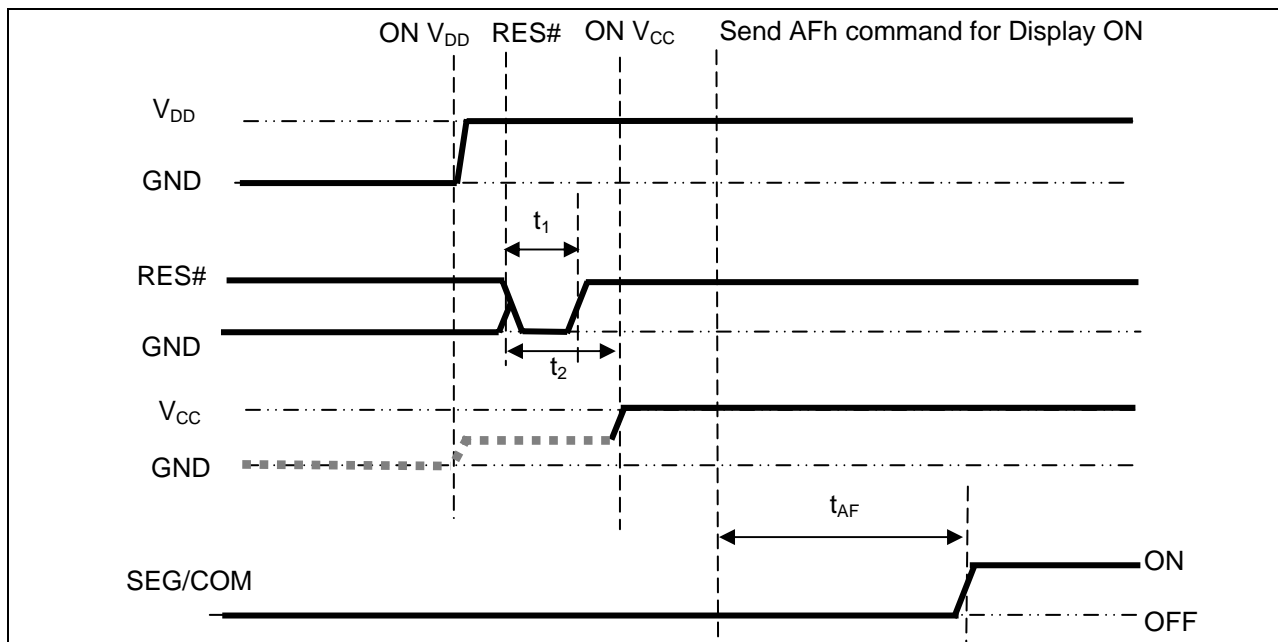 ON VDD RES# ON VCC Send AFh command for Display ON
VDD
GND
t1
RES#
GND
t2
VCC
GND
tAF
SEG/COM
ON
OFF